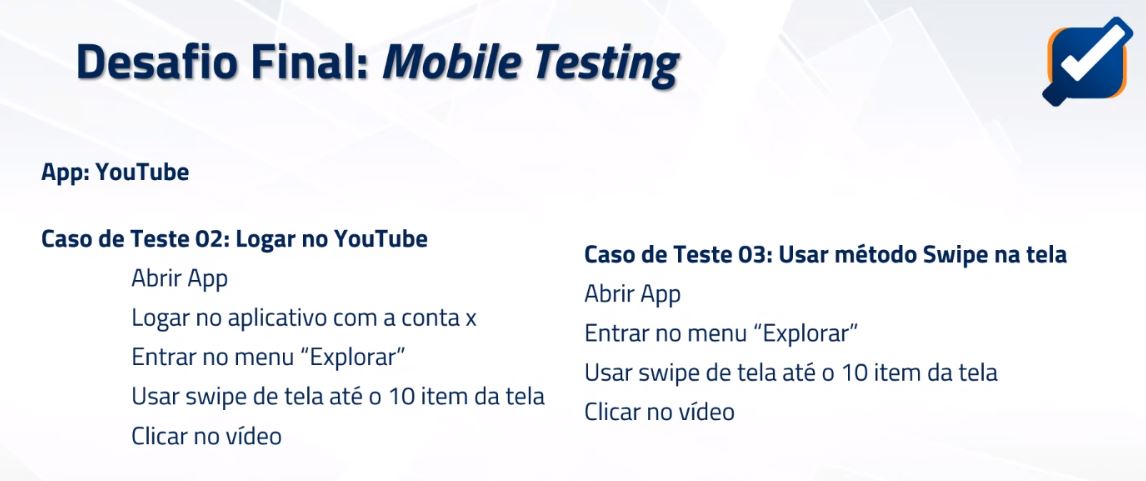 Desafio Final: Mobile Testing
App: YouTube
Caso de Teste 02: Logar no YouTube
Abrir App
Logar no aplicativo com a conta x
Entrar no menu “Explorar”
Usar swipe de tela até o 10 item da tela
Clicar no vídeo
Caso de Teste 03: Usar método Swipe na tela
Abrir App
Entrar no menu “Explorar”
Usar swipe de tela até o 10 item da tela
Clicar no vídeo